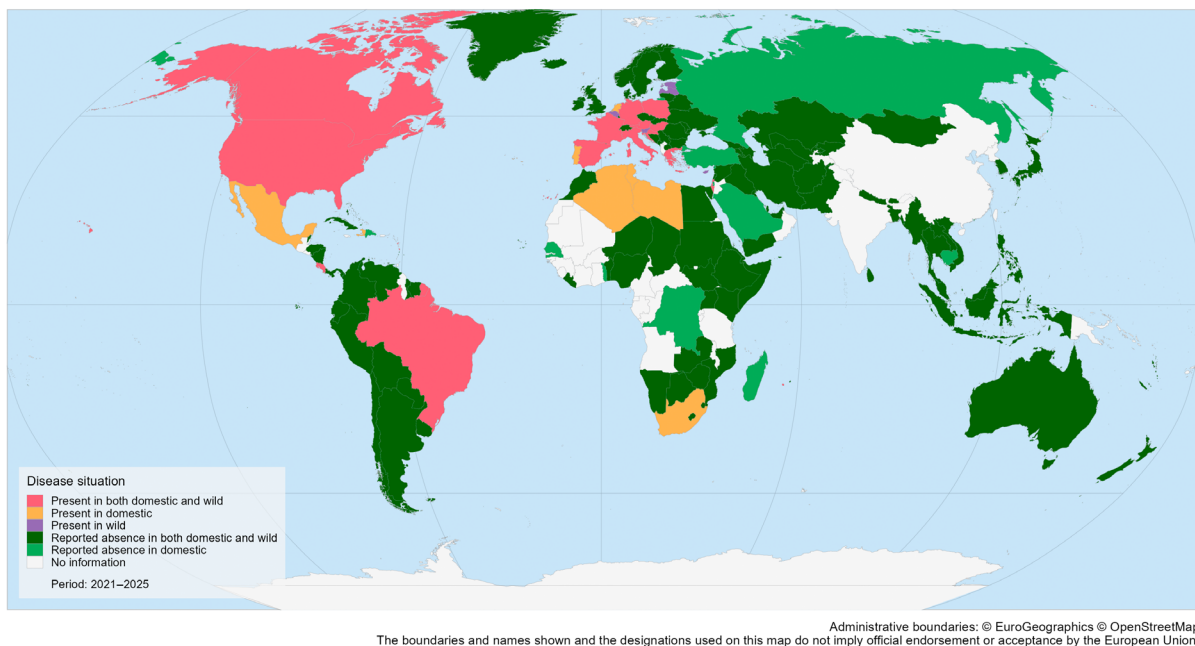 Disease situation
Present in both domestic and wild
Present in domestic
Present in wild
Reported absence in both domestic and wild
Reported absence in domestic
No information
Period: 2021–2025
Administrative boundaries: © EuroGeographics © OpenStreetMap
The boundaries and names shown and the designations used on this map do not imply official endorsement or acceptance by the European Union